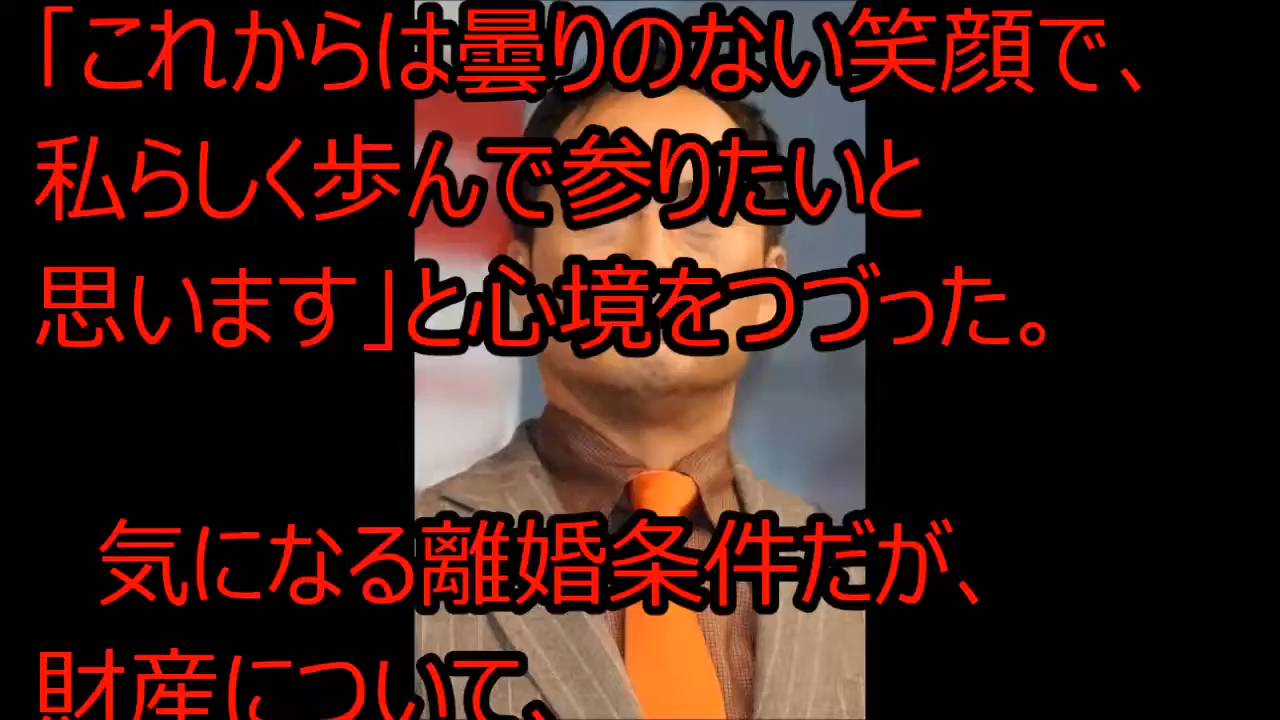 「これからは曇りのない笑顔で、
私らしく歩んで参りたいと
思います」と心境をつづった。
気になる離婚条件だが、
財産について、